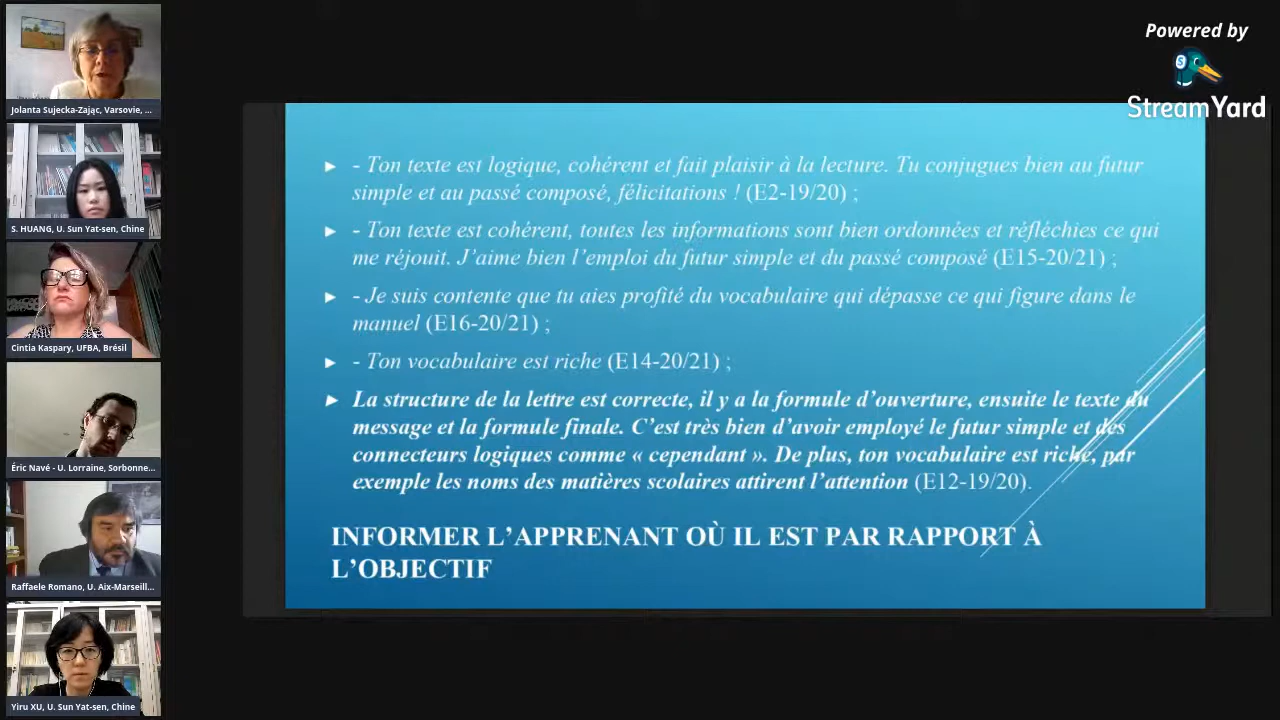 Powered by
StreamYard
Jolanta Sujecka-Zając, Varsovie, ...
S. HUANG, U. Sun Yat-sen, Chine
Cintia Kaspary, UFBA, Brésil
Éric Navé - U. Lorraine, Sorbonne...
Raffaele Romano, U. Aix-Marseill...
Yiru XU, U. Sun Yat-sen, Chine
- Ton texte est logique, cohérent et fait plaisir à la lecture. Tu conjugues bien au futur
simple et au passé composé, félicitations ! (E2-19/20) ;
- Ton texte est cohérent, toutes les informations sont bien ordonnées et réfléchies ce qui
me réjouit. J’aime bien l’emploi du futur simple et du passé composé (E15-20/21) ;
- Je suis contente que tu aies profité du vocabulaire qui dépasse ce qui figure dans le
manuel (E16-20/21) ;
- Ton vocabulaire est riche (E14-20/21) ;
La structure de la lettre est correcte, il y a la formule d’ouverture, ensuite le texte du
message et la formule finale. C’est très bien d’avoir employé le futur simple et des
connecteurs logiques comme « cependant ». De plus, ton vocabulaire est riche, par
exemple les noms des matières scolaires attirent l’attention (E12-19/20).
INFORMER L’APPRENANT OÙ IL EST PAR RAPPORT À
L’OBJECTIF